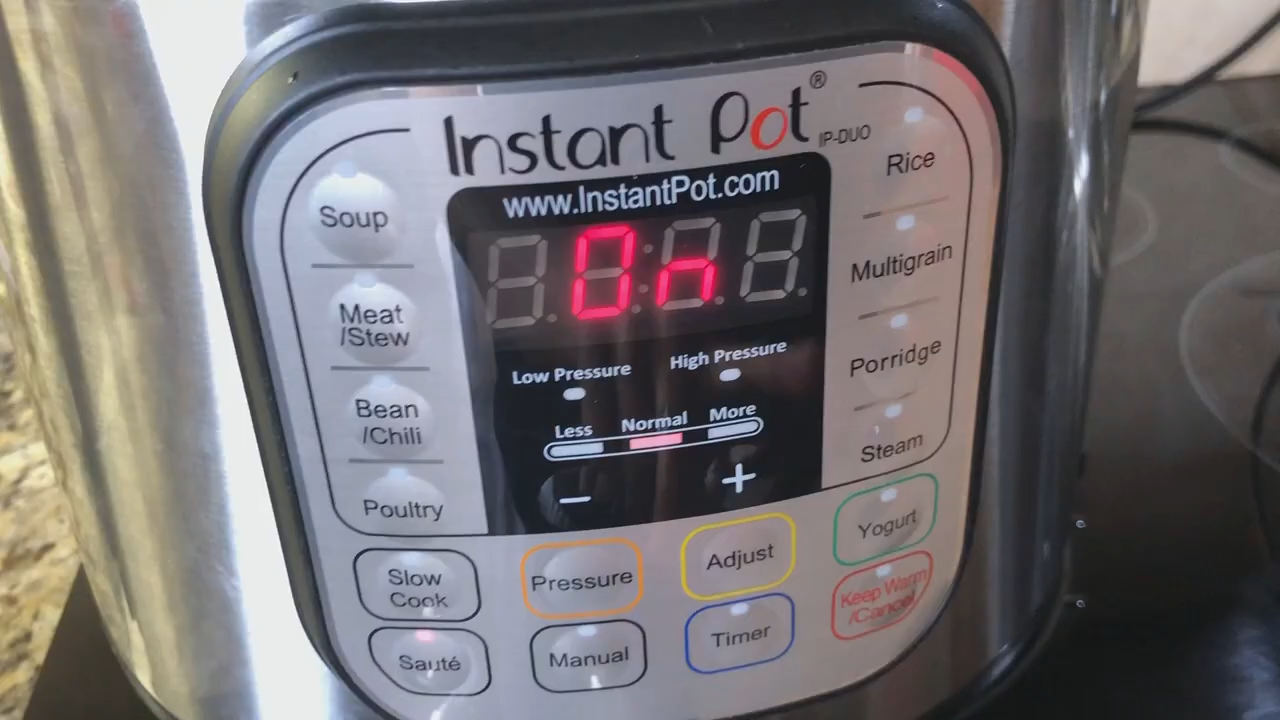 Instant Pot®
IP-DUO
www.InstantPot.com
On
Low Pressure
High Pressure
Less Normal More
− +
Soup
Meat
/Stew
Bean
/Chili
Poultry
Rice
Multigrain
Porridge
Steam
Slow
Cook
Pressure
Adjust
Yogurt
Sauté
Manual
Timer
Keep Warm
/Cancel